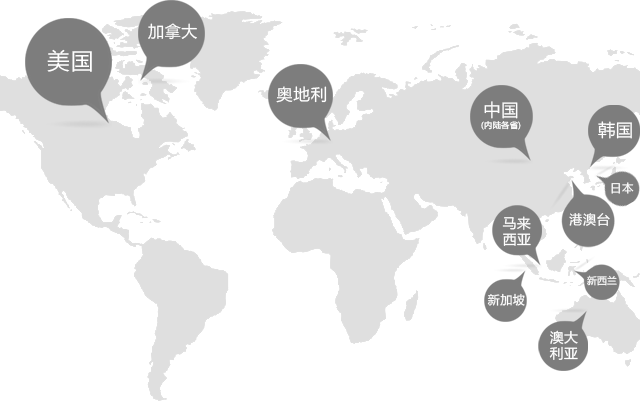 加拿大
美国
奥地利
中国
(内陆各省)
韩国
日本
港澳台
马来
西亚
新西兰
新加坡
澳大
利亚